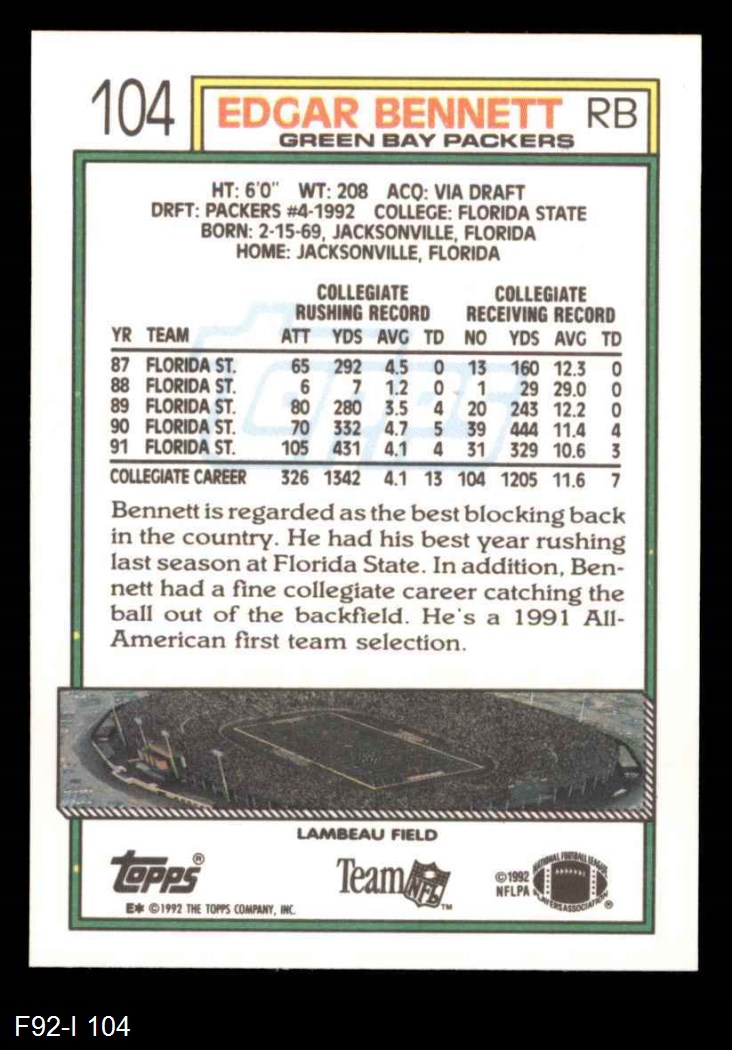 104 EDGAR BENNETT RB
GREEN BAY PACKERS
HT: 6'0" WT: 208 ACQ: VIA DRAFT
DRFT: PACKERS #4-1992 COLLEGE: FLORIDA STATE
BORN: 2-15-69, JACKSONVILLE, FLORIDA
HOME: JACKSONVILLE, FLORIDA
COLLEGIATE COLLEGIATE
RUSHING RECORD RECEIVING RECORD
YR TEAM ATT YDS AVG TD NO YDS AVG TD
87 FLORIDA ST. 65 292 4.5 0 13 160 12.3 0
88 FLORIDA ST. 6 7 1.2 0 1 29 29.0 0
89 FLORIDA ST. 80 280 3.5 4 20 243 12.2 0
90 FLORIDA ST. 70 332 4.7 5 39 444 11.4 4
91 FLORIDA ST. 105 431 4.1 4 31 329 10.6 3
COLLEGIATE CAREER 326 1342 4.1 13 104 1205 11.6 7
Topps
Bennett is regarded as the best blocking back
in the country. He had his best year rushing
last season at Florida State. In addition, Ben-
nett had a fine collegiate career catching the
ball out of the backfield. He's a 1991 All-
American first team selection.
LAMBEAU FIELD
Topps® Team NFL™ ©1992 NFLPA NATIONAL FOOTBALL LEAGUE PLAYERS ASSOCIATION®
E* ©1992 THE TOPPS COMPANY, INC.
F92-I 104